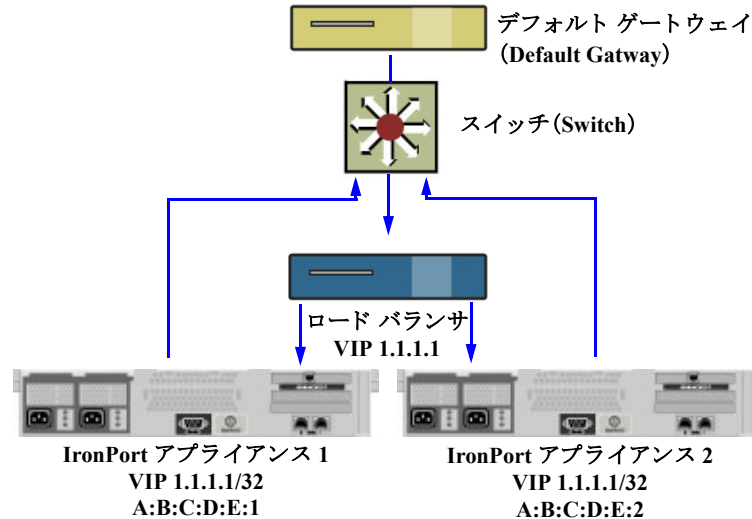 デフォルト ゲートウェイ
(Default Gatway)
スイッチ(Switch)
ロード バランサ
VIP 1.1.1.1
IronPort アプライアンス 1
VIP 1.1.1.1/32
A:B:C:D:E:1
IronPort アプライアンス 2
VIP 1.1.1.1/32
A:B:C:D:E:2